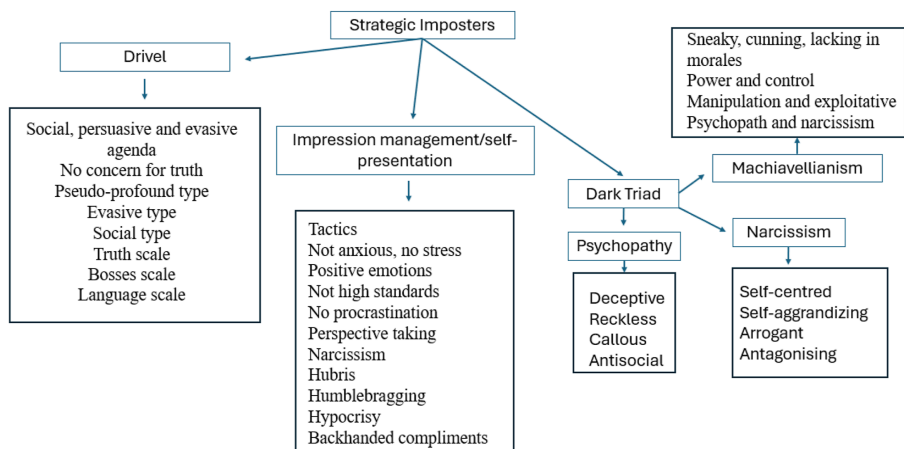 Strategic Imposters
Drivel
Social, persuasive and evasive
agenda
No concern for truth
Pseudo-profound type
Evasive type
Social type
Truth scale
Bosses scale
Language scale
Impression management/self-
presentation
Tactics
Not anxious, no stress
Positive emotions
Not high standards
No procrastination
Perspective taking
Narcissism
Hubris
Humblebragging
Hypocrisy
Backhanded compliments
Dark Triad
Psychopathy
Deceptive
Reckless
Callous
Antisocial
Sneaky, cunning, lacking in
morales
Power and control
Manipulation and exploitative
Psychopath and narcissism
Machiavellianism
Narcissism
Self-centred
Self-aggrandizing
Arrogant
Antagonising